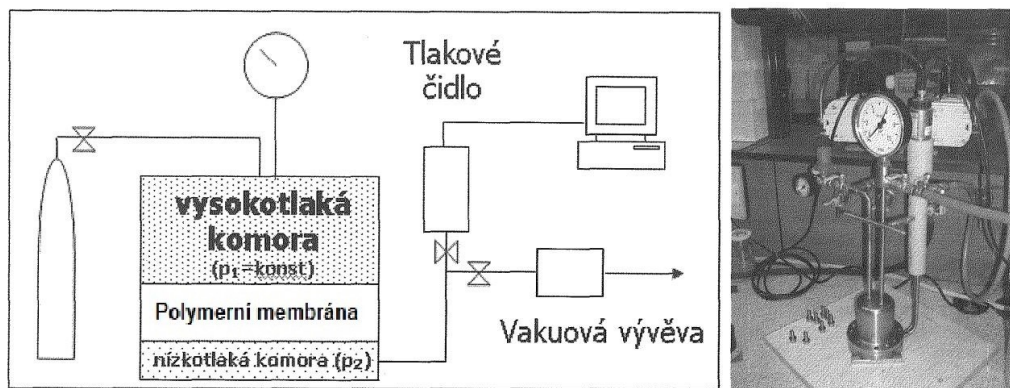 Tlakové
čidlo
vysokotlaká
komora
(p₁=konst)
Polymerní membrána
nízkotlaká komora (p₂)
Vakuová vývěva